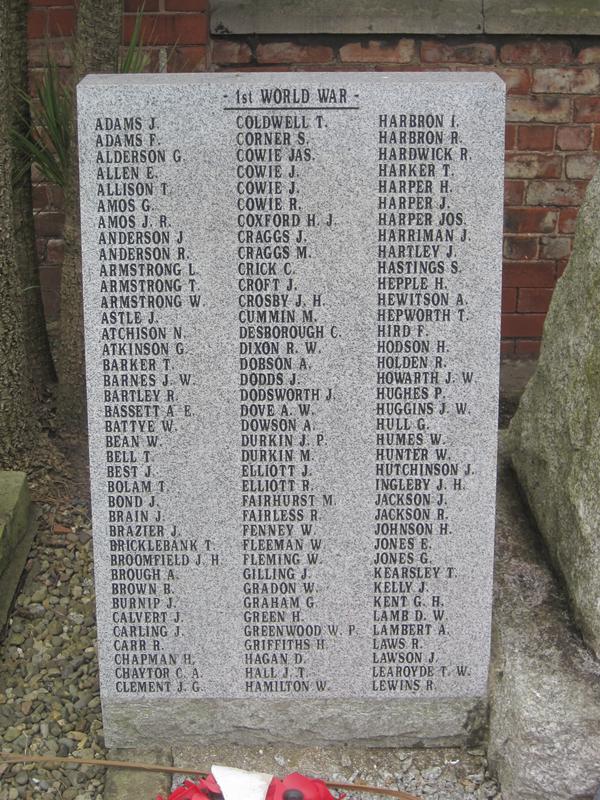 - 1st WORLD WAR -
ADAMS J.
ADAMS F.
ALDERSON G.
ALLEN E.
ALLISON T.
AMOS G.
AMOS J. R.
ANDERSON J
ANDERSON R.
ARMSTRONG L.
ARMSTRONG T.
ARMSTRONG W.
ASTLE J.
ATCHISON N.
ATKINSON G.
BARKER T.
BARNES J. W.
BARTLEY R.
BASSETT A E.
BATTYE W.
BEAN W.
BELL T.
BEST J.
BOLAM T.
BOND J.
BRAIN J.
BRAZIER J.
BRICKLEBANK T.
BROOMFIELD J. H.
BROUGH A.
BROWN B.
BURNIP J.
CALVERT J.
CARLING J.
CARR R.
CHAPMAN H.
CHAYTOR C. A.
CLEMENT J. G.
COLDWELL T.
CORNER S.
COWIE JAS.
COWIE J.
COWIE J.
COWIE R.
COXFORD H. J.
CRAGGS J.
CRAGGS M.
CRICK C.
CROFT J.
CROSBY J. H.
CUMMIN M.
DESBOROUGH C.
DIXON R. W.
DOBSON A.
DODDS J.
DODSWORTH J.
DOVE A. W.
DOWSON A.
DURKIN J. P.
DURKIN M.
ELLIOTT J.
ELLIOTT R.
FAIRHURST M.
FAIRLESS R.
FENNEY W.
FLEEMAN W.
FLEMING W.
GILLING J.
GRADON W.
GRAHAM G.
GREEN H.
GREENWOOD W. P.
GRIFFITHS H.
HAGAN D.
HALL J. T.
HAMILTON W.
HARBRON I.
HARBRON R.
HARDWICK R.
HARKER T.
HARPER H.
HARPER J.
HARPER JOS.
HARRIMAN J.
HARTLEY J.
HASTINGS S.
HEPPLE H.
HEWITSON A.
HEPWORTH T.
HIRD F.
HODSON H.
HOLDEN R.
HOWARTH J. W.
HUGHES P.
HUGGINS J. W.
HULL G.
HUMES W.
HUNTER W.
HUTCHINSON J.
INGLEBY J. H.
JACKSON J.
JACKSON R.
JOHNSON H.
JONES E.
JONES G.
KEARSLEY T.
KELLY J.
KENT G. H.
LAMB D. W.
LAMBERT A.
LAWS R.
LAWSON J.
LEAROYDE T. W.
LEWINS R.